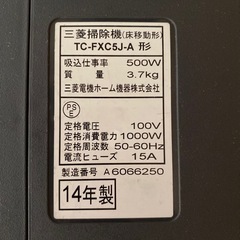 三菱掃除機(床移動形)
TC-FXC5J-A 形
吸込仕事率 500W
質量 3.7kg
三菱電機ホーム機器株式会社
PS
E
定格電圧 100V
定格消費電力 1000W
定格周波数 50-60Hz
電流ヒューズ 15A
製造番号 A6066250
14年製